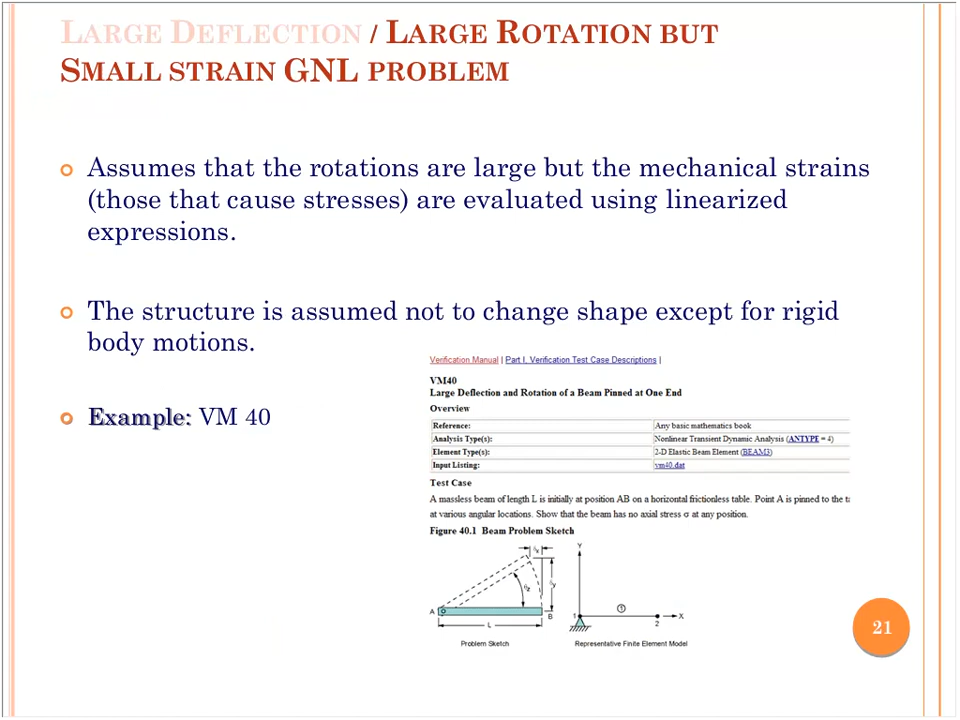 LARGE DEFLECTION / LARGE ROTATION BUT
SMALL STRAIN GNL PROBLEM
Assumes that the rotations are large but the mechanical strains
(those that cause stresses) are evaluated using linearized
expressions.
The structure is assumed not to change shape except for rigid
body motions.
Example: VM 40
Verification Manual | Part I, Verification Test Case Descriptions |
VM40
Large Deflection and Rotation of a Beam Pinned at One End
Overview
Reference: Any basic mathematics book
Analysis Type(s): Nonlinear Transient Dynamic Analysis (ANTYPE = 4)
Element Type(s): 2-D Elastic Beam Element (BEAM3)
Input Listing: vm40.dat
Test Case
A massless beam of length L is initially at position AB on a horizontal frictionless table. Point A is pinned to the ta
at various angular locations. Show that the beam has no axial stress σ at any position.
Figure 40.1 Beam Problem Sketch
Y
A
B
L
1
1
2
X
Problem Sketch
Representative Finite Element Model
21